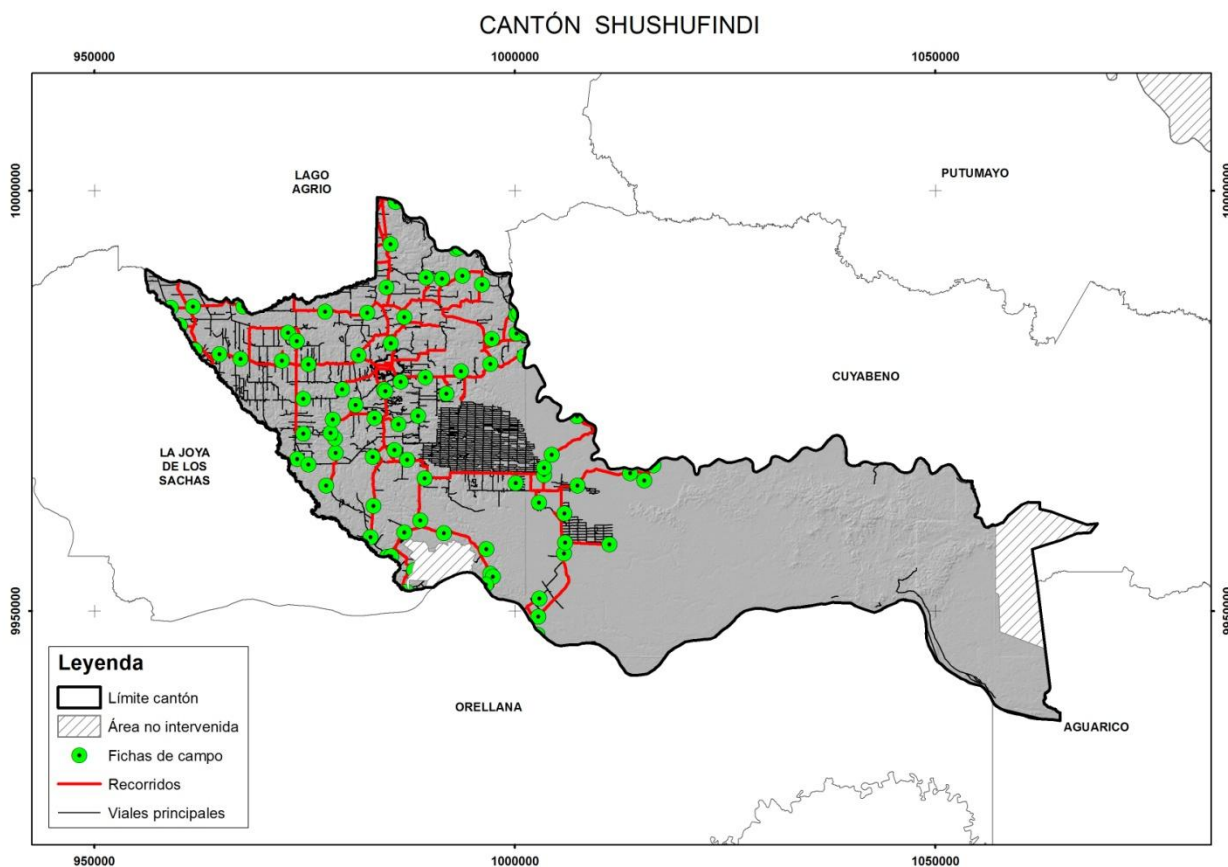 CANTÓN SHUSHUFINDI
950000
1000000
1050000
10000000
10000000
LAGO
AGRIO
PUTUMAYO
CUYABENO
LA JOYA
DE LOS
SACHAS
9950000
9950000
ORELLANA
AGUARICO
Leyenda
Límite cantón
Área no intervenida
Fichas de campo
Recorridos
Viales principales
950000
1000000
1050000